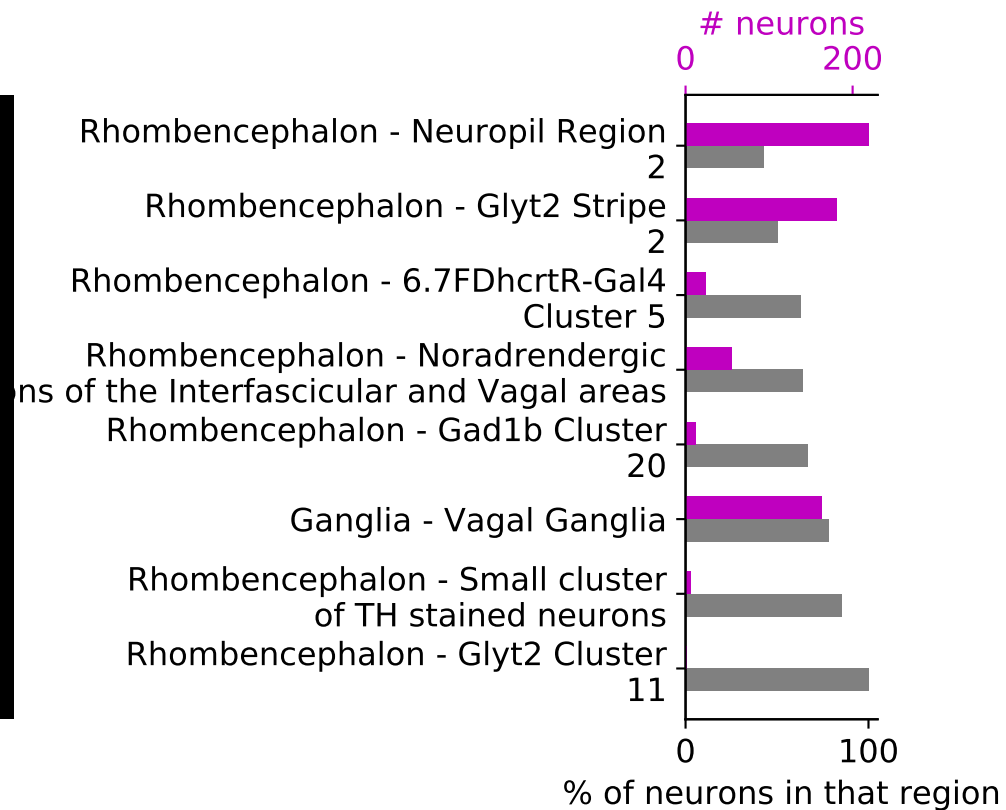 # neurons
0 200
Rhombencephalon - Neuropil Region
2
Rhombencephalon - Glyt2 Stripe
2
Rhombencephalon - 6.7FDhcrtR-Gal4
Cluster 5
Rhombencephalon - Noradrendergic
of the Interfascicular and Vagal areas
Rhombencephalon - Gad1b Cluster
20
Ganglia - Vagal Ganglia
Rhombencephalon - Small cluster
of TH stained neurons
Rhombencephalon - Glyt2 Cluster
11
0 100
% of neurons in that region